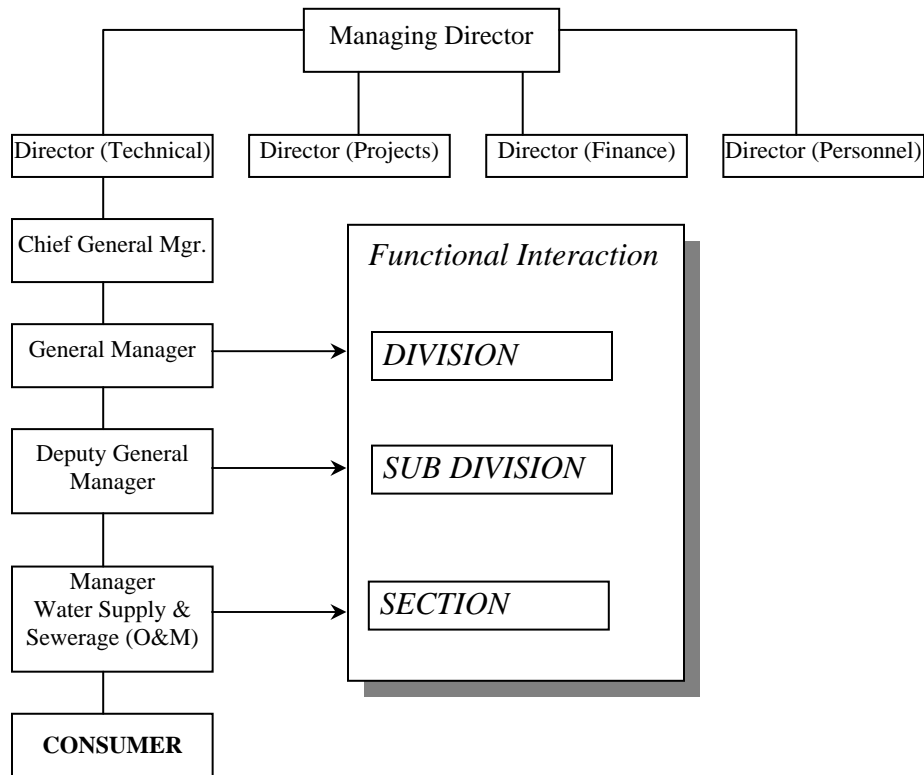 Managing Director
Director (Technical)
Director (Projects)
Director (Finance)
Director (Personnel)
Chief General Mgr.
Functional Interaction
General Manager
DIVISION
Deputy General
Manager
SUB DIVISION
Manager
Water Supply &
Sewerage (O&M)
SECTION
CONSUMER